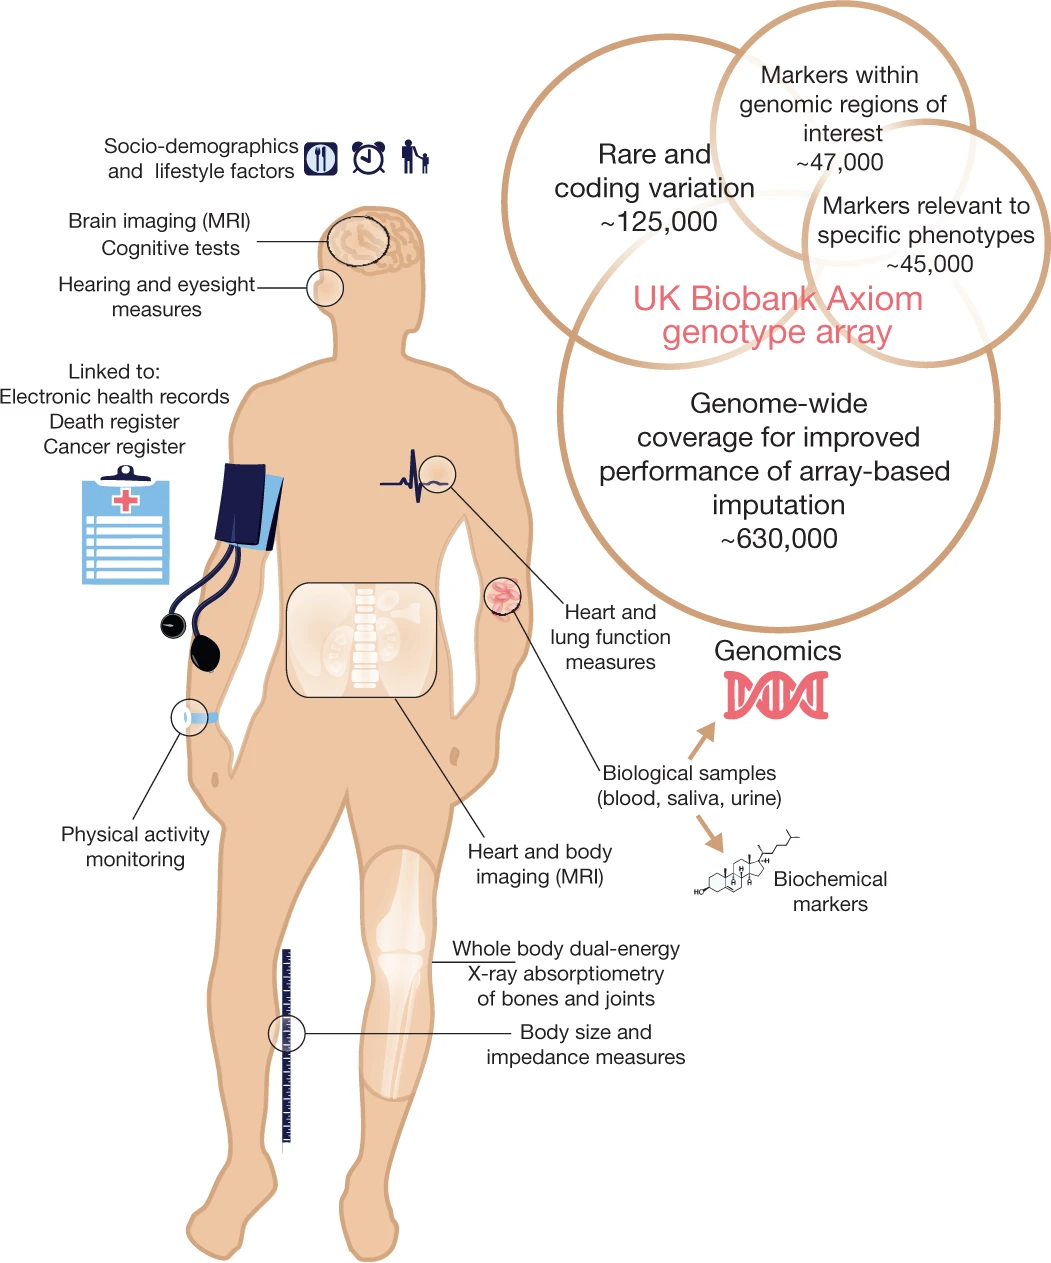 Socio-demographics
and lifestyle factors
Brain imaging (MRI)
Cognitive tests
Hearing and eyesight
measures
Linked to:
Electronic health records
Death register
Cancer register
Physical activity
monitoring
Rare and
coding variation
~125,000
Markers within
genomic regions of
interest
~47,000
Markers relevant to
specific phenotypes
~45,000
UK Biobank Axiom
genotype array
Genome-wide
coverage for improved
performance of array-based
imputation
~630,000
Genomics
Heart and
lung function
measures
Biological samples
(blood, saliva, urine)
HO
H
H
H
H
Biochemical
markers
Heart and body
imaging (MRI)
Whole body dual-energy
X-ray absorptiometry
of bones and joints
Body size and
impedance measures